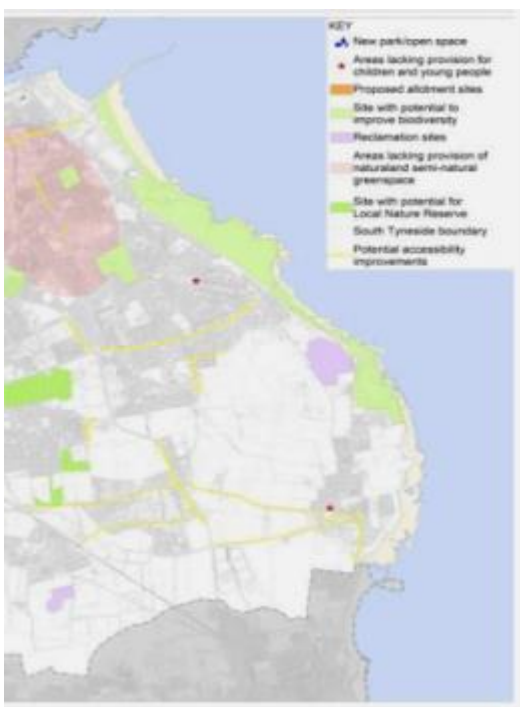 KEY
New park/open space
Areas lacking provision for
children and young people
Proposed allotment sites
Site with potential to
improve biodiversity
Reclamation sites
Areas lacking provision of
naturaland semi-natural
greenspace
Site with potential for
Local Nature Reserve
South Tyneside boundary
Potential accessibility
improvements